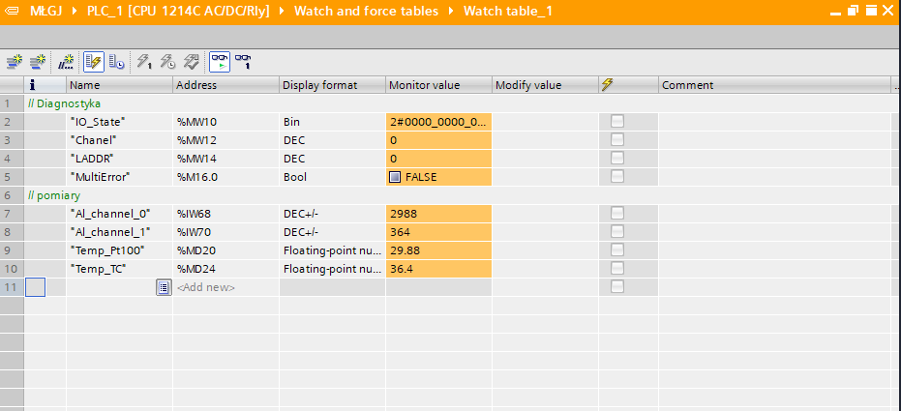 MŁGJ ▸ PLC_1 [CPU 1214C AC/DC/Rly] ▸ Watch and force tables ▸ Watch table_1
i Name Address Display format Monitor value Modify value Comment ...
1 // Diagnostyka
2 "IO_State" %MW10 Bin 2#0000_0000_0...
3 "Chanel" %MW12 DEC 0
4 "LADDR" %MW14 DEC 0
5 "MultiError" %M16.0 Bool FALSE
6 // pomiary
7 "AI_channel_0" %IW68 DEC+/- 2988
8 "AI_channel_1" %IW70 DEC+/- 364
9 "Temp_Pt100" %MD20 Floating-point nu... 29.88
10 "Temp_TC" %MD24 Floating-point nu... 36.4
11 <Add new>